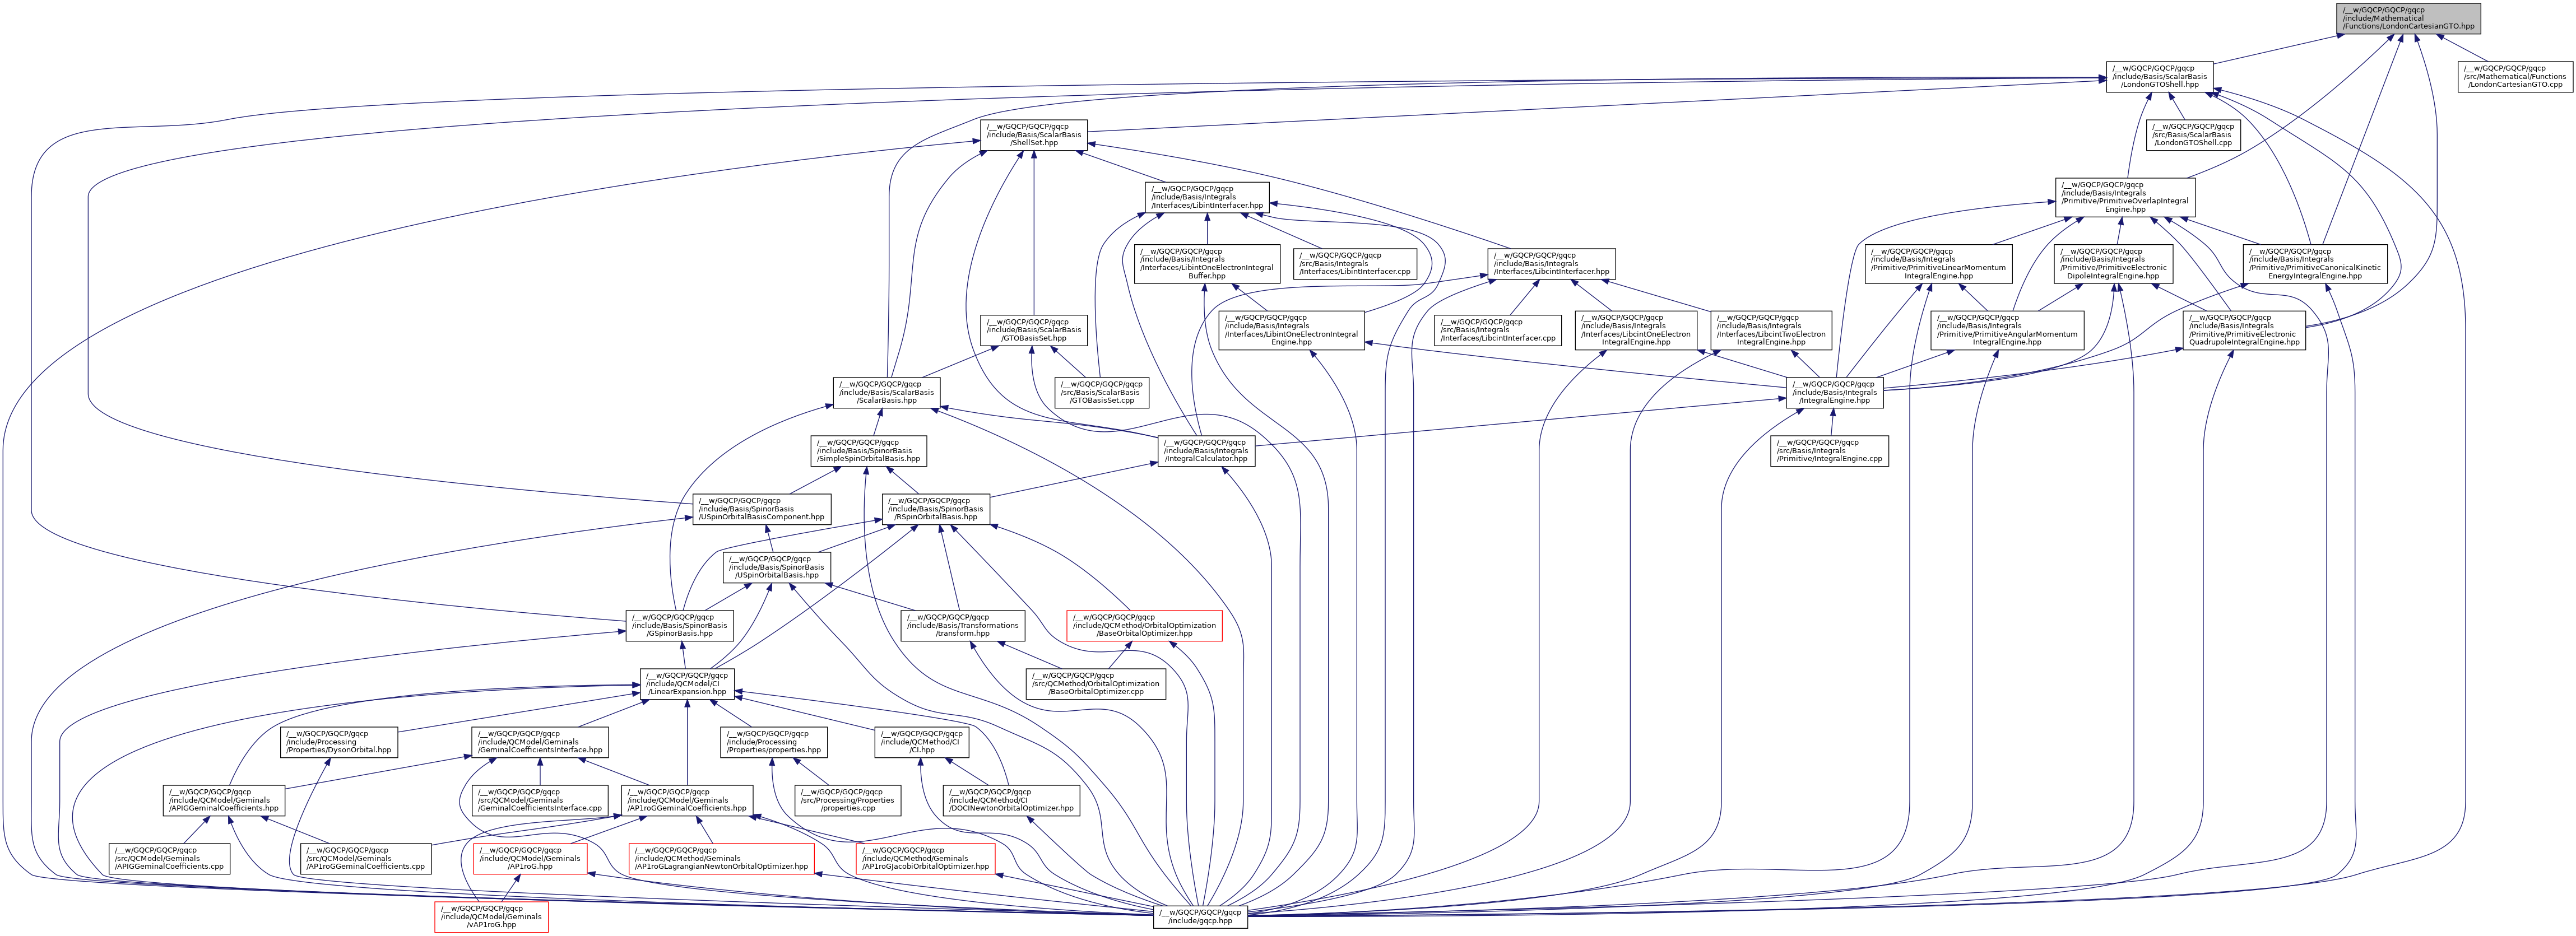 /__w/GQCP/GQCP/gqcp
/include/Mathematical
/Functions/LondonCartesianGTO.hpp
/__w/GQCP/GQCP/gqcp
/include/Basis/ScalarBasis
/LondonGTOShell.hpp
/__w/GQCP/GQCP/gqcp
/src/Mathematical/Functions
/LondonCartesianGTO.cpp
/__w/GQCP/GQCP/gqcp
/include/Basis/ScalarBasis
/ShellSet.hpp
/__w/GQCP/GQCP/gqcp
/src/Basis/ScalarBasis
/LondonGTOShell.cpp
/__w/GQCP/GQCP/gqcp
/include/Basis/Integrals
/Interfaces/LibintInterfacer.hpp
/__w/GQCP/GQCP/gqcp
/include/Basis/Integrals
/Primitive/PrimitiveOverlapIntegral
Engine.hpp
/__w/GQCP/GQCP/gqcp
/include/Basis/Integrals
/Interfaces/LibintOneElectronIntegral
Buffer.hpp
/__w/GQCP/GQCP/gqcp
/src/Basis/Integrals
/Interfaces/LibintInterfacer.cpp
/__w/GQCP/GQCP/gqcp
/include/Basis/Integrals
/Interfaces/LibcintInterfacer.hpp
/__w/GQCP/GQCP/gqcp
/include/Basis/Integrals
/Primitive/PrimitiveLinearMomentum
IntegralEngine.hpp
/__w/GQCP/GQCP/gqcp
/include/Basis/Integrals
/Primitive/PrimitiveElectronic
DipoleIntegralEngine.hpp
/__w/GQCP/GQCP/gqcp
/include/Basis/Integrals
/Primitive/PrimitiveCanonicalKinetic
EnergyIntegralEngine.hpp
/__w/GQCP/GQCP/gqcp
/include/Basis/ScalarBasis
/GTOBasisSet.hpp
/__w/GQCP/GQCP/gqcp
/include/Basis/Integrals
/Interfaces/LibintOneElectronIntegral
Engine.hpp
/__w/GQCP/GQCP/gqcp
/src/Basis/Integrals
/Interfaces/LibcintInterfacer.cpp
/__w/GQCP/GQCP/gqcp
/include/Basis/Integrals
/Interfaces/LibcintOneElectron
IntegralEngine.hpp
/__w/GQCP/GQCP/gqcp
/include/Basis/Integrals
/Interfaces/LibcintTwoElectron
IntegralEngine.hpp
/__w/GQCP/GQCP/gqcp
/include/Basis/Integrals
/Primitive/PrimitiveAngularMomentum
IntegralEngine.hpp
/__w/GQCP/GQCP/gqcp
/include/Basis/Integrals
/Primitive/PrimitiveElectronic
QuadrupoleIntegralEngine.hpp
/__w/GQCP/GQCP/gqcp
/include/Basis/ScalarBasis
/ScalarBasis.hpp
/__w/GQCP/GQCP/gqcp
/src/Basis/ScalarBasis
/GTOBasisSet.cpp
/__w/GQCP/GQCP/gqcp
/include/Basis/Integrals
/IntegralEngine.hpp
/__w/GQCP/GQCP/gqcp
/include/Basis/SpinorBasis
/SimpleSpinOrbitalBasis.hpp
/__w/GQCP/GQCP/gqcp
/include/Basis/Integrals
/IntegralCalculator.hpp
/__w/GQCP/GQCP/gqcp
/src/Basis/Integrals
/Primitive/IntegralEngine.cpp
/__w/GQCP/GQCP/gqcp
/include/Basis/SpinorBasis
/USpinOrbitalBasisComponent.hpp
/__w/GQCP/GQCP/gqcp
/include/Basis/SpinorBasis
/RSpinOrbitalBasis.hpp
/__w/GQCP/GQCP/gqcp
/include/Basis/SpinorBasis
/USpinOrbitalBasis.hpp
/__w/GQCP/GQCP/gqcp
/include/Basis/SpinorBasis
/GSpinorBasis.hpp
/__w/GQCP/GQCP/gqcp
/include/Basis/Transformations
/transform.hpp
/__w/GQCP/GQCP/gqcp
/include/QCMethod/OrbitalOptimization
/BaseOrbitalOptimizer.hpp
/__w/GQCP/GQCP/gqcp
/include/QCModel/CI
/LinearExpansion.hpp
/__w/GQCP/GQCP/gqcp
/src/QCMethod/OrbitalOptimization
/BaseOrbitalOptimizer.cpp
/__w/GQCP/GQCP/gqcp
/include/Processing
/Properties/DysonOrbital.hpp
/__w/GQCP/GQCP/gqcp
/include/QCModel/Geminals
/GeminalCoefficientsInterface.hpp
/__w/GQCP/GQCP/gqcp
/include/Processing
/Properties/properties.hpp
/__w/GQCP/GQCP/gqcp
/include/QCMethod/CI
/CI.hpp
/__w/GQCP/GQCP/gqcp
/include/QCModel/Geminals
/APIGGeminalCoefficients.hpp
/__w/GQCP/GQCP/gqcp
/src/QCModel/Geminals
/GeminalCoefficientsInterface.cpp
/__w/GQCP/GQCP/gqcp
/include/QCModel/Geminals
/AP1roGGeminalCoefficients.hpp
/__w/GQCP/GQCP/gqcp
/src/Processing/Properties
/properties.cpp
/__w/GQCP/GQCP/gqcp
/include/QCMethod/CI
/DOCINewtonOrbitalOptimizer.hpp
/__w/GQCP/GQCP/gqcp
/src/QCModel/Geminals
/APIGGeminalCoefficients.cpp
/__w/GQCP/GQCP/gqcp
/src/QCModel/Geminals
/AP1roGGeminalCoefficients.cpp
/__w/GQCP/GQCP/gqcp
/include/QCModel/Geminals
/AP1roG.hpp
/__w/GQCP/GQCP/gqcp
/include/QCMethod/Geminals
/AP1roGLagrangianNewtonOrbitalOptimizer.hpp
/__w/GQCP/GQCP/gqcp
/include/QCMethod/Geminals
/AP1roGJacobiOrbitalOptimizer.hpp
/__w/GQCP/GQCP/gqcp
/include/QCModel/Geminals
/vAP1roG.hpp
/__w/GQCP/GQCP/gqcp
/include/gqcp.hpp